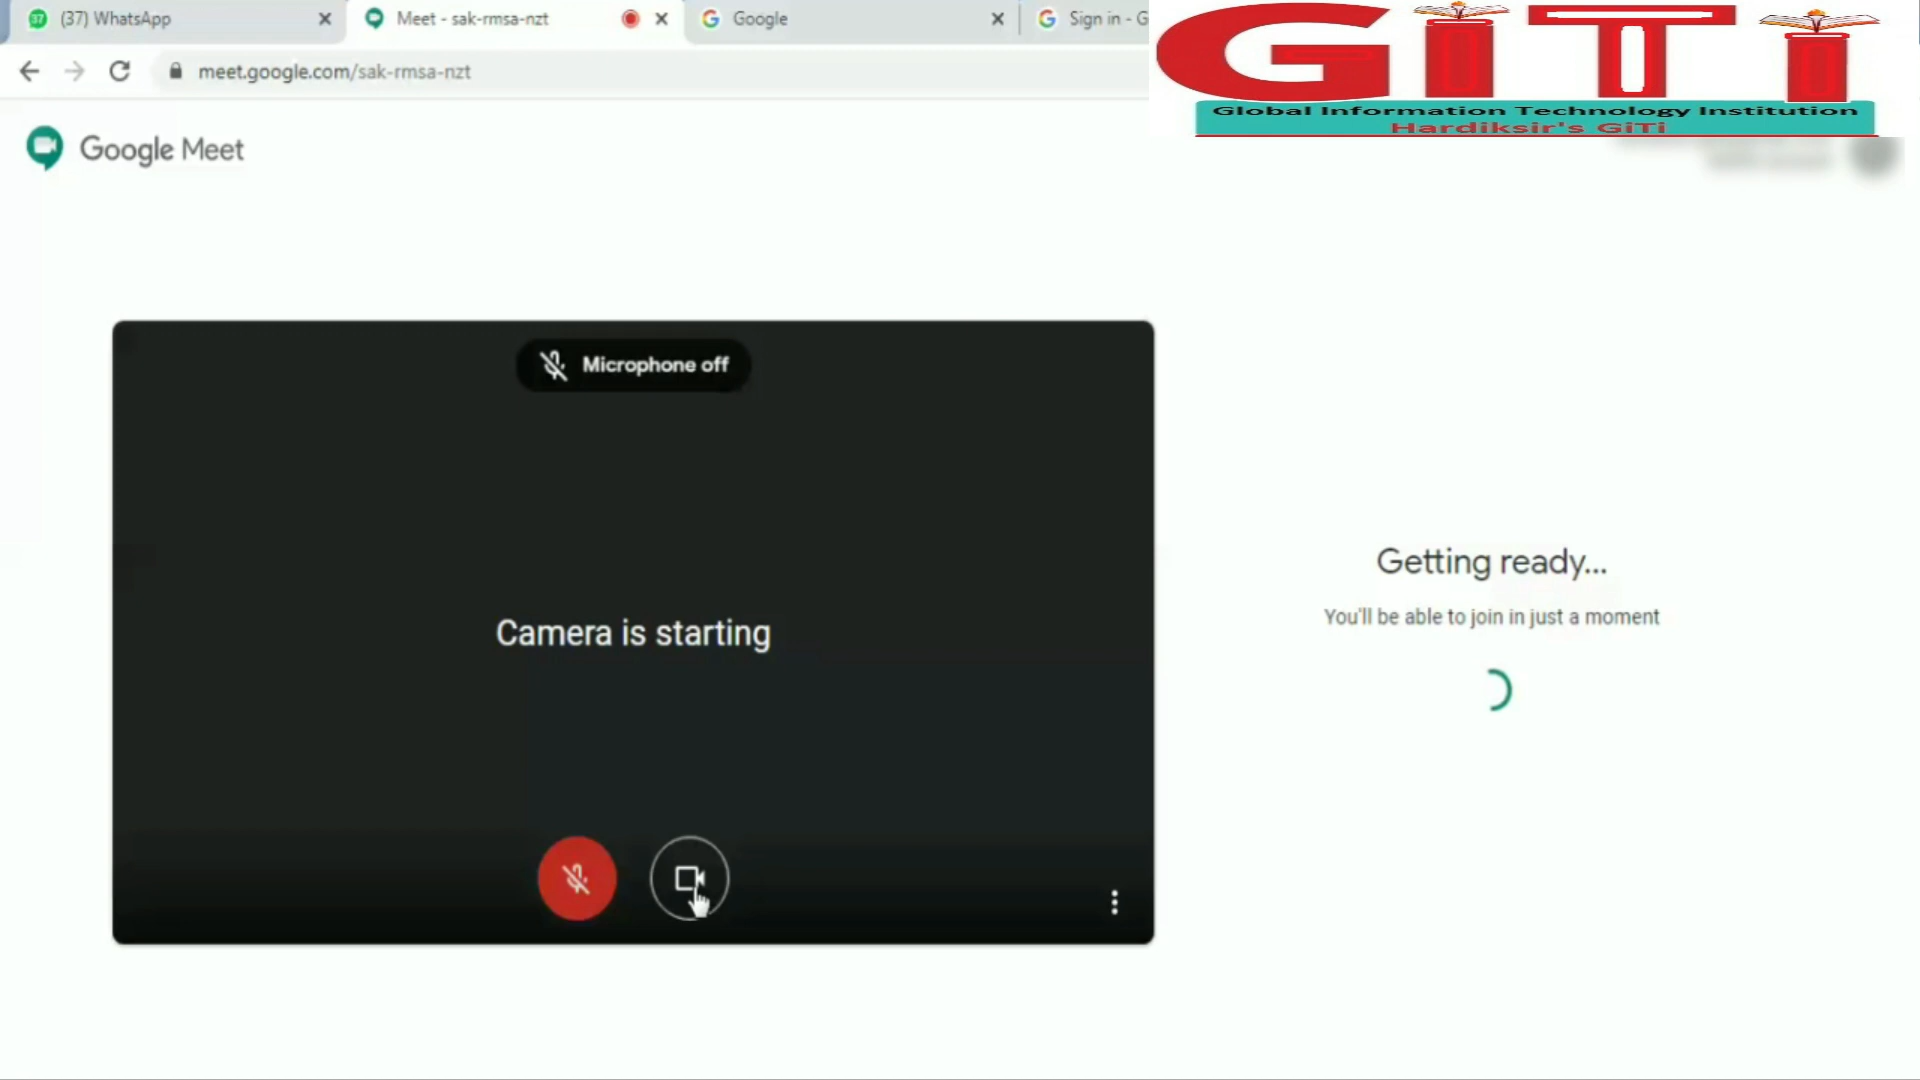 (37) WhatsApp
Meet - sak-rmsa-nzt
Google
Sign in - G
meet.google.com/sak-rmsa-nzt
GiTi
Global Information Technology Institution
Hardiksir's GiTi
Google Meet
Microphone off
Camera is starting
Getting ready...
You'll be able to join in just a moment